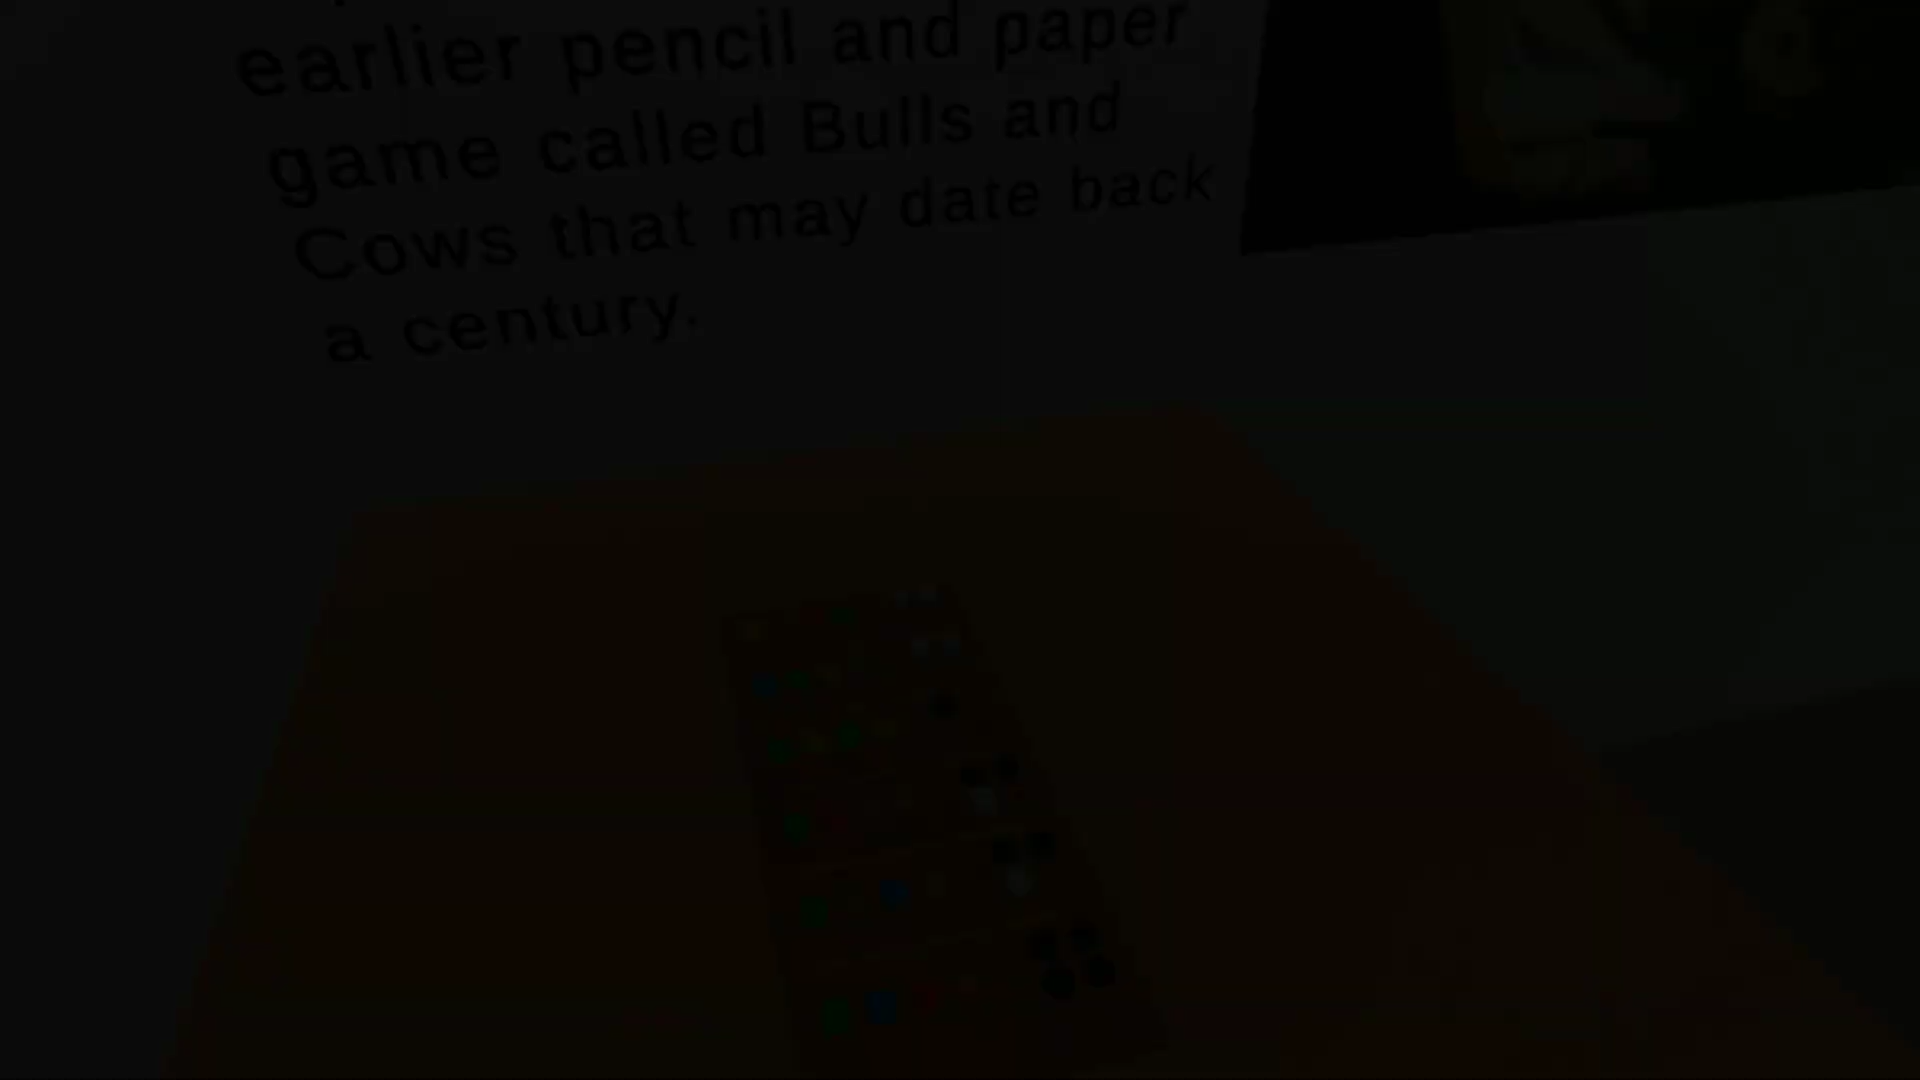 earlier pencil and paper
game called Bulls and
Cows that may date back
a century.